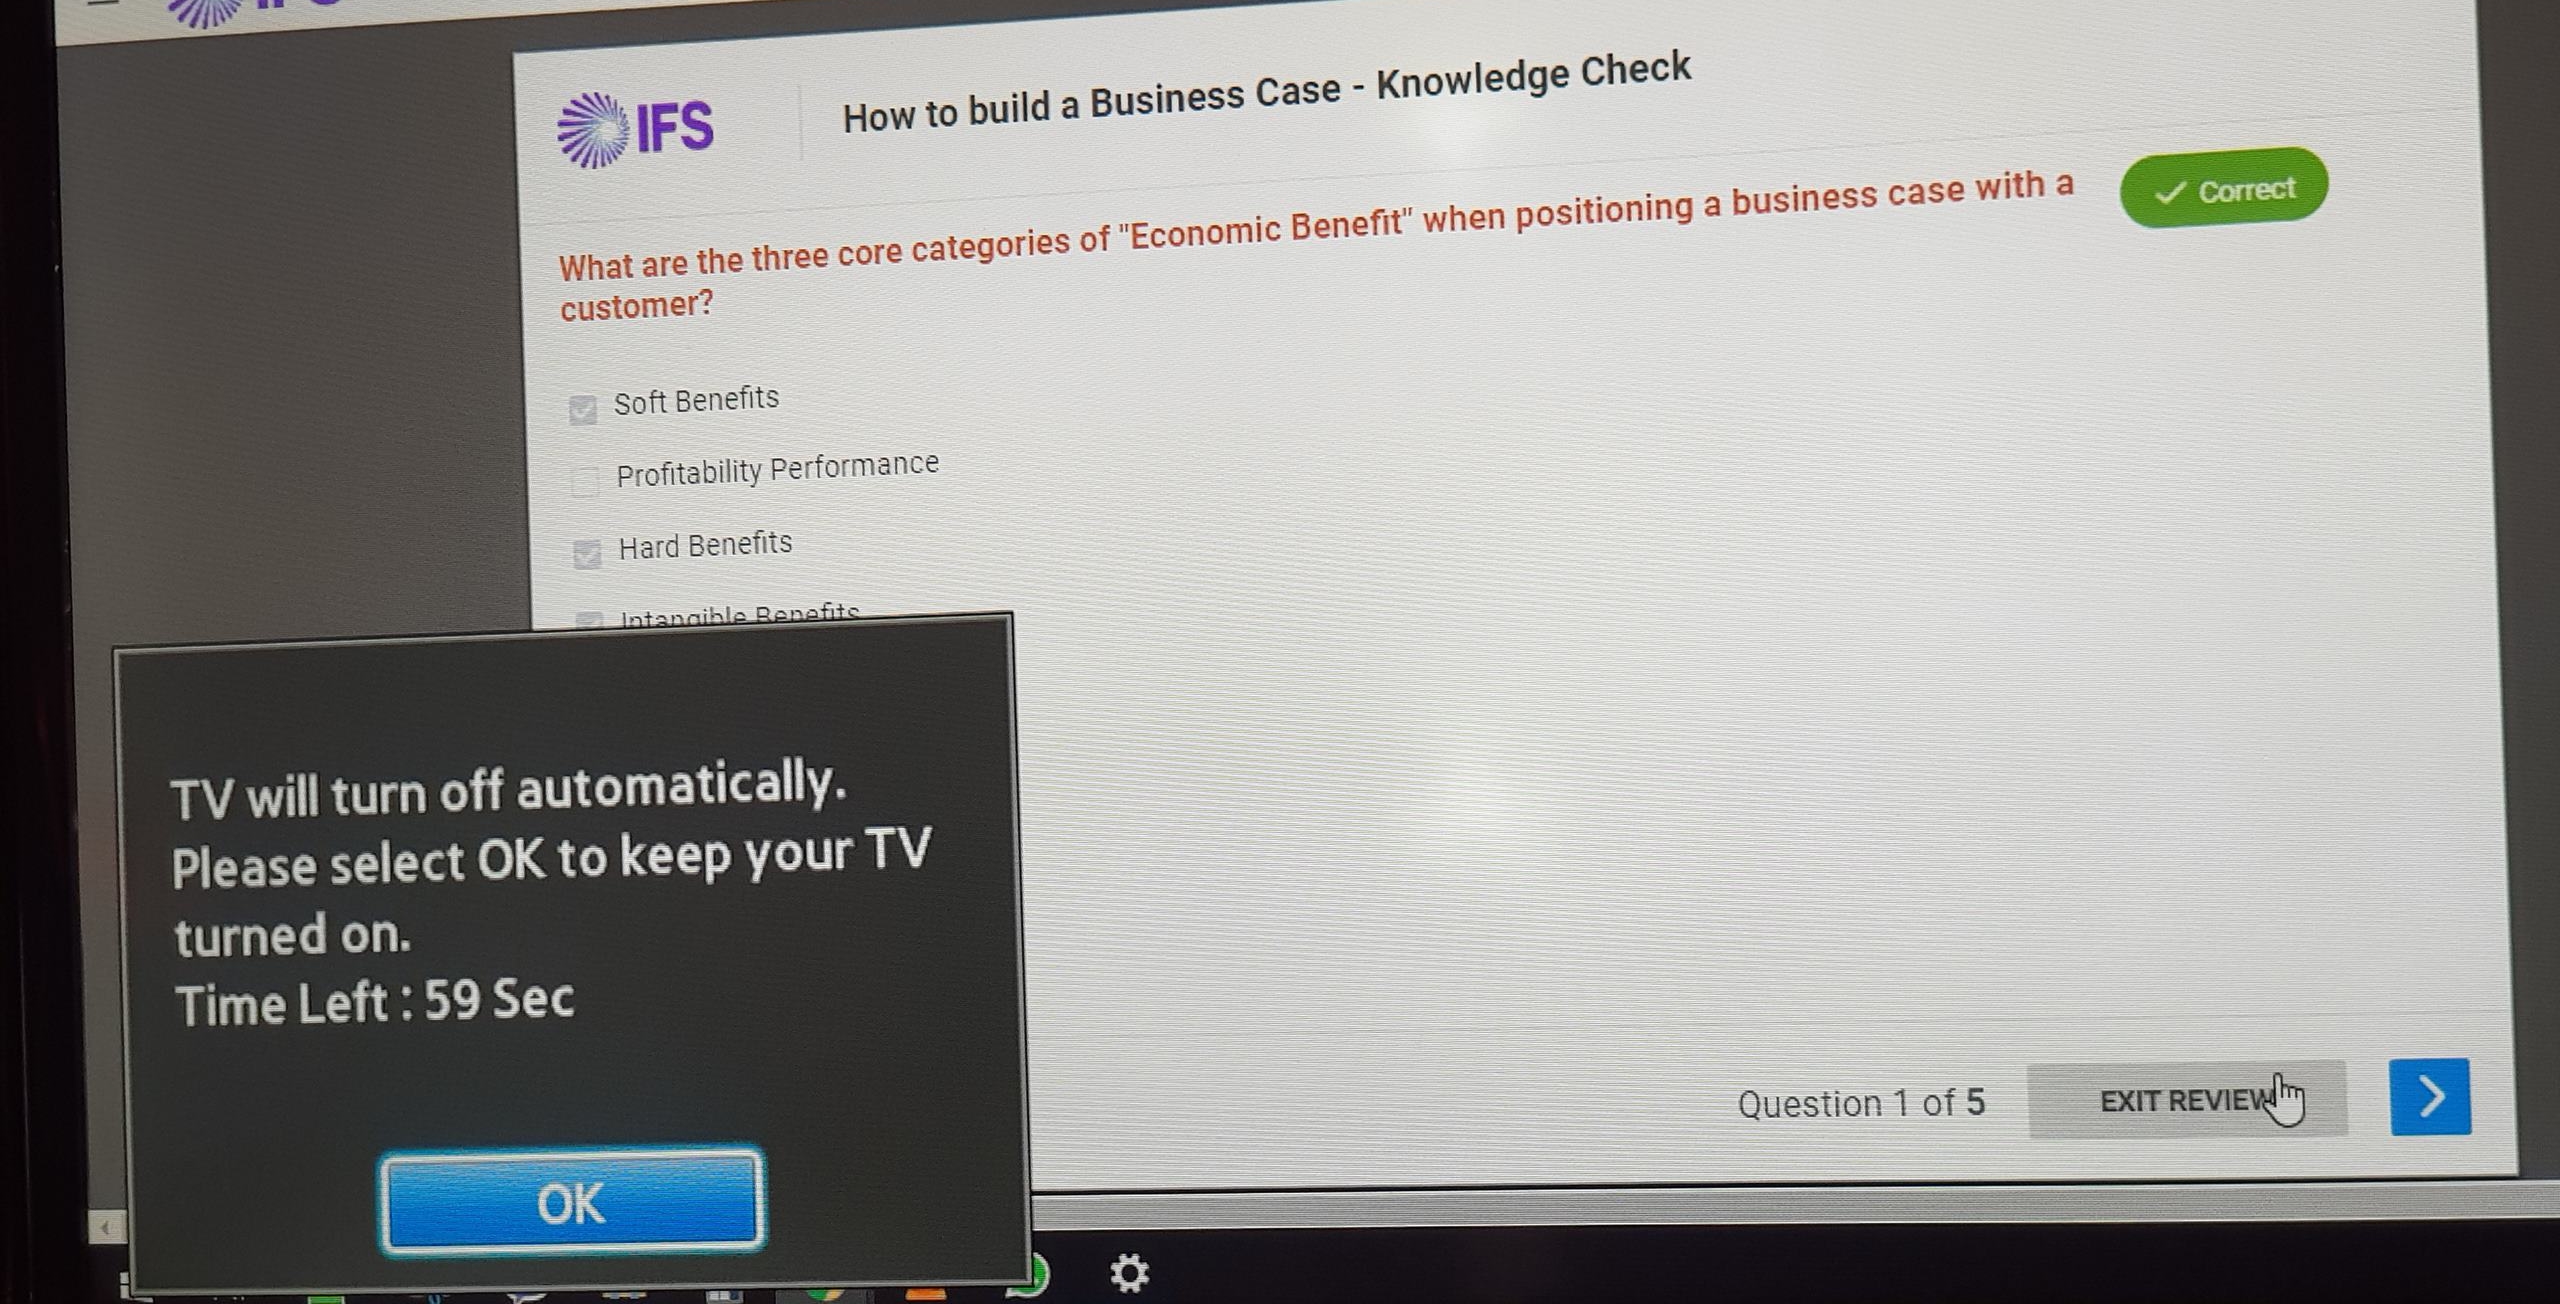 IFS
How to build a Business Case - Knowledge Check
What are the three core categories of "Economic Benefit" when positioning a business case with a
customer?
Correct
Soft Benefits
Profitability Performance
Hard Benefits
Intangible Benefits
TV will turn off automatically.
Please select OK to keep your TV
turned on.
Time Left : 59 Sec
OK
Question 1 of 5
EXIT REVIEW